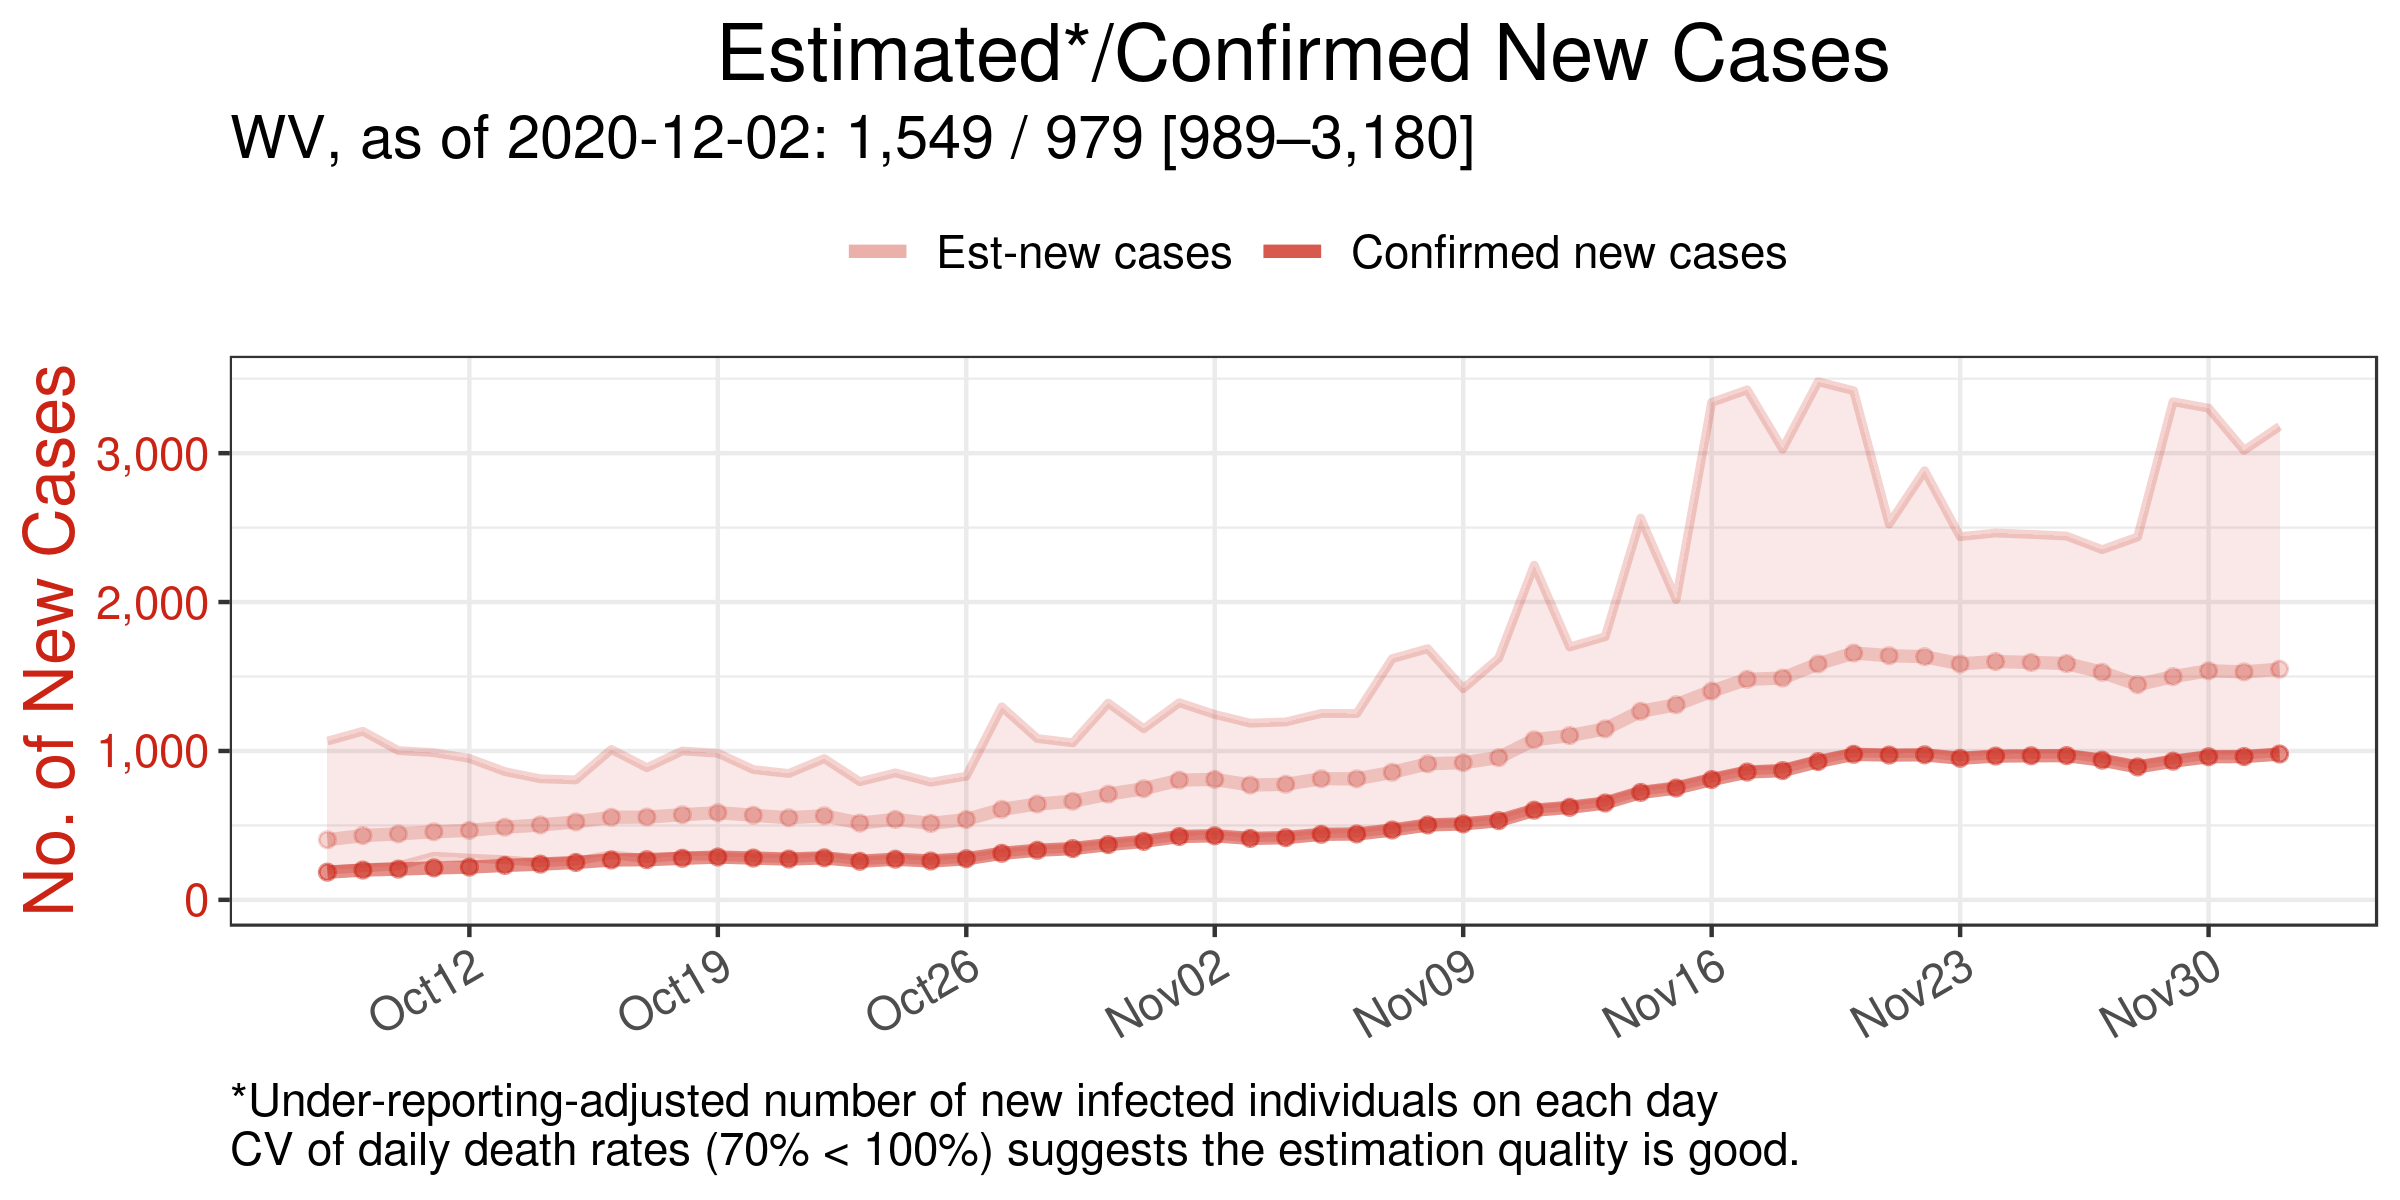 Estimated*/Confirmed New Cases
WV, as of 2020-12-02: 1,549 / 979 [989–3,180]
Est-new cases
Confirmed new cases
No. of New Cases
3,000
2,000
1,000
0
Oct12
Oct19
Oct26
Nov02
Nov09
Nov16
Nov23
Nov30
*Under-reporting-adjusted number of new infected individuals on each day
CV of daily death rates (70% < 100%) suggests the estimation quality is good.